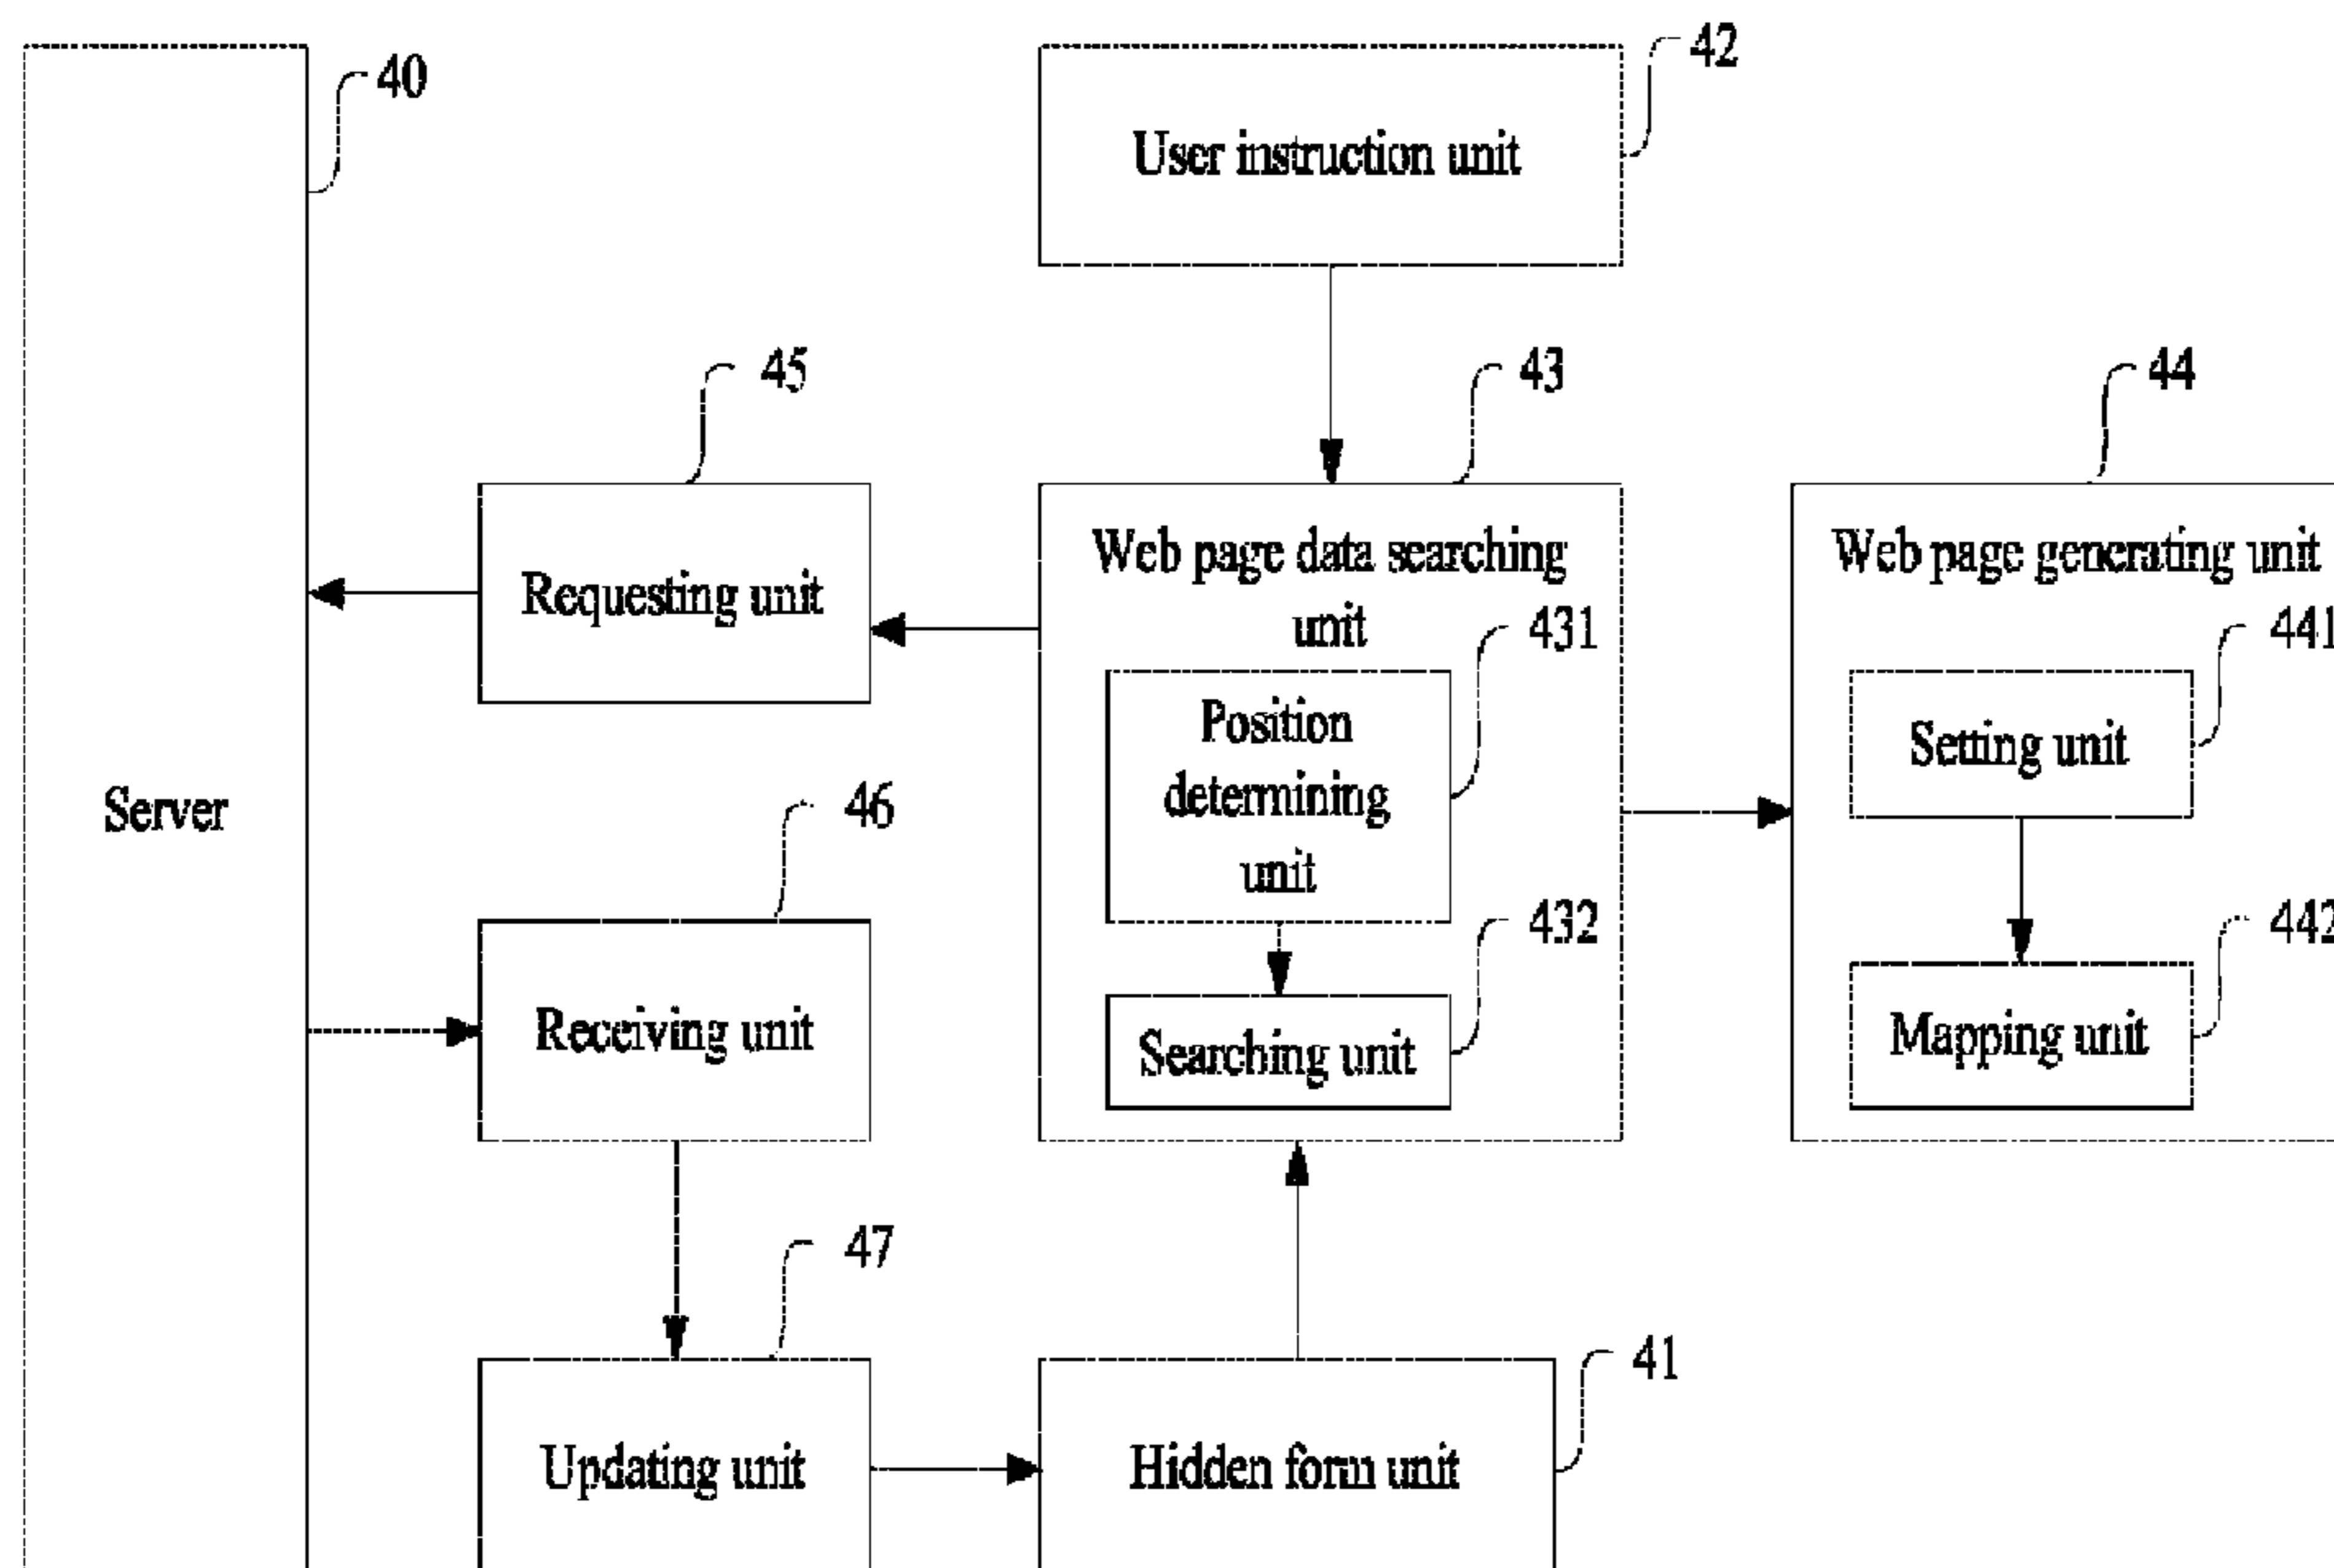 40
42
User instruction unit
45
43
44
Requesting unit
Web page data searching
unit
Web page generating unit
431
441
Position
determining
unit
Setting unit
Server
46
432
442
Receiving unit
Searching unit
Mapping unit
47
41
Updating unit
Hidden form unit